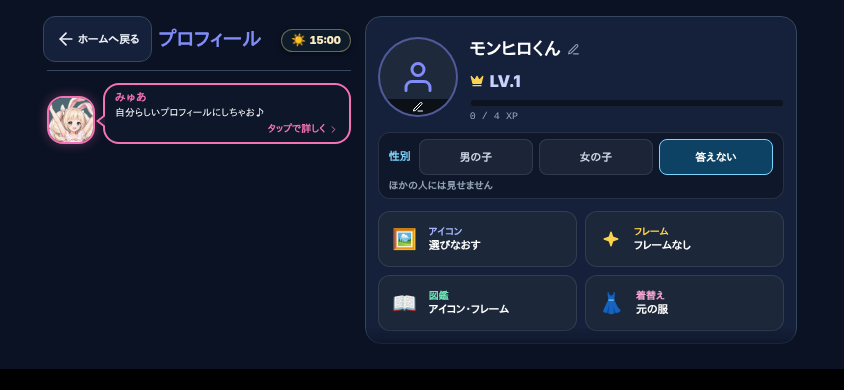 ホームへ戻る
プロフィール
15:00
みゅあ
自分らしいプロフィールにしちゃお♪
タップで詳しく
モンヒロくん
LV.1
0 / 4 XP
性別
男の子
女の子
答えない
ほかの人には見せません
アイコン
選びなおす
フレーム
フレームなし
図鑑
アイコン・フレーム
着替え
元の服